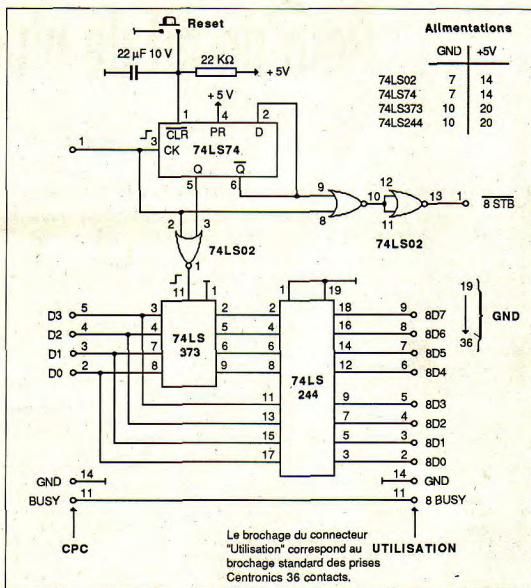 Reset
22 µF 10 V
22 KΩ
+ 5V
+ 5 V
1 4 2
CLR PR D
3 CK
74LS74
Q Q
5 6
1
Alimentations
GND +5V
74LS02 7 14
74LS74 7 14
74LS373 10 20
74LS244 10 20
9
8
10
12
11
13 1
8 STB
74LS02
2 3
74LS02
1
11 1
1 19
D3 5 3
D2 4 4
D1 3 7
D0 2 8
74LS
373
2 2
5 4
6 6
9 8
11
13
15
17
74LS
244
18 9 8D7
16 8 8D6
14 7 8D5
12 6 8D4
9 5 8D3
7 4 8D2
5 3 8D1
3 2 8D0
19
36
GND
GND 14
BUSY 11
14 GND
11 8 BUSY
CPC
UTILISATION
Le brochage du connecteur
"Utilisation" correspond au
brochage standard des prises
Centronics 36 contacts.